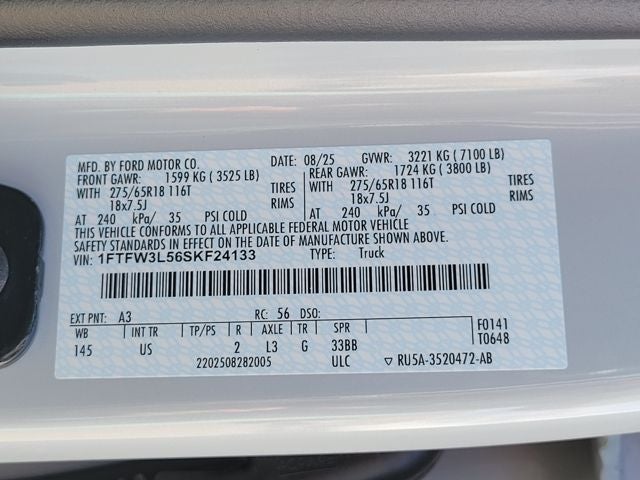 MFD. BY FORD MOTOR CO. DATE: 08/25 GVWR: 3221 KG ( 7100 LB)
FRONT GAWR: 1599 KG ( 3525 LB) REAR GAWR: 1724 KG ( 3800 LB)
WITH 275/65R18 116T TIRES WITH 275/65R18 116T TIRES
18x7.5J RIMS 18x7.5J RIMS
AT 240 kPa/ 35 PSI COLD AT 240 kPa/ 35 PSI COLD
THIS VEHICLE CONFORMS TO ALL APPLICABLE FEDERAL MOTOR VEHICLE
SAFETY STANDARDS IN EFFECT ON THE DATE OF MANUFACTURE SHOWN ABOVE.
VIN: 1FTFW3L56SKF24133 TYPE: Truck
EXT PNT: A3 RC: 56 DSO:
WB INT TR TP/PS R AXLE TR SPR F0141
145 US 2 L3 G 33BB T0648
2202508282005 ULC ▽ RU5A-3520472-AB